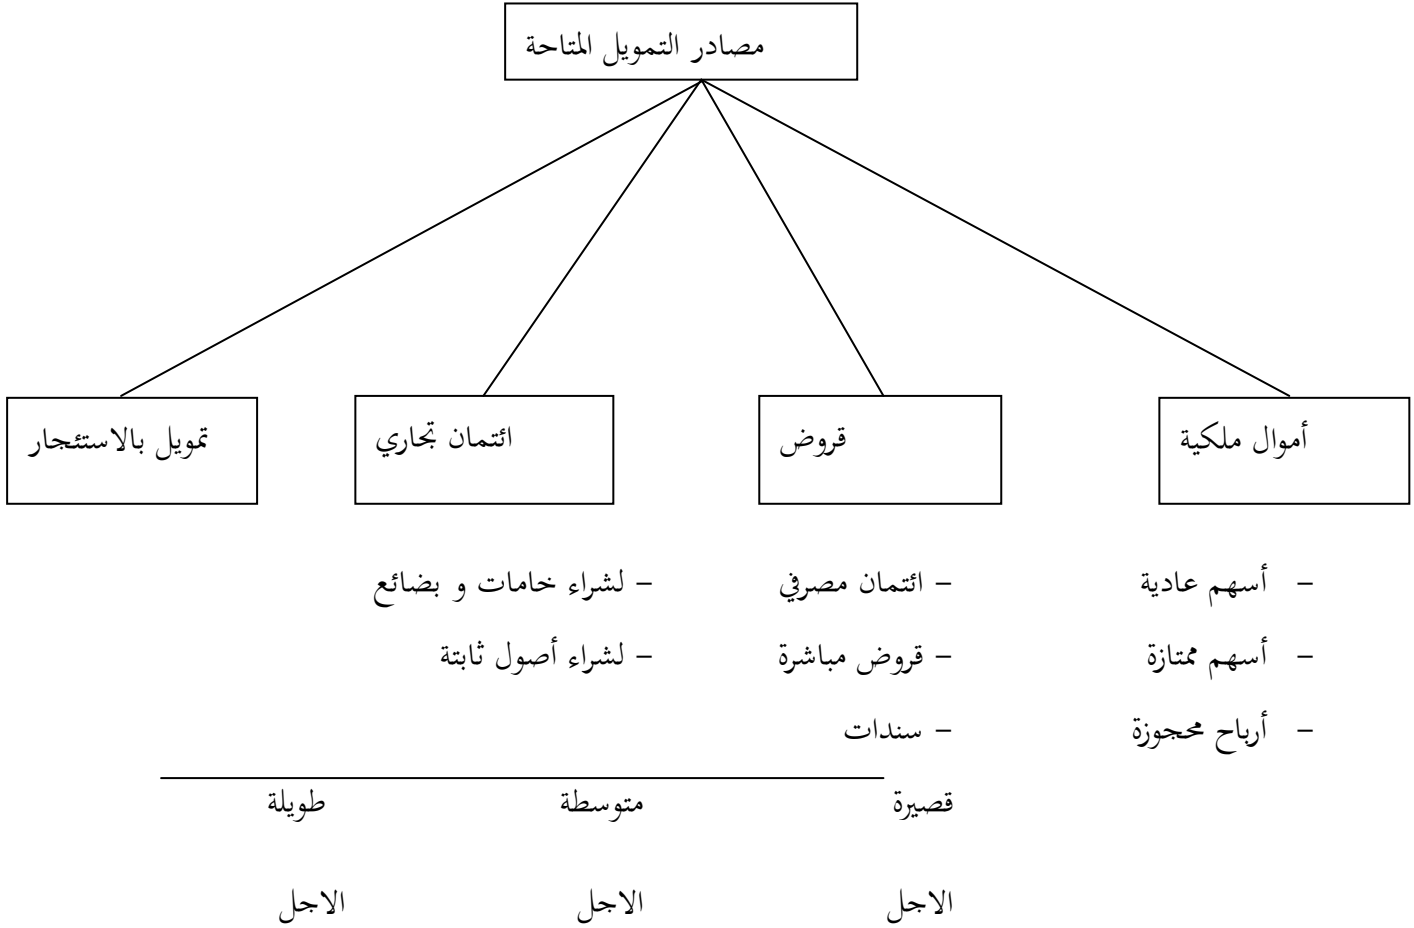 مصادر التمويل المتاحة
أموال ملكية
قروض
ائتمان تجاري
تمويل بالاستئجار
– أسهم عادية
– ائتمان مصرفي
– لشراء خامات و بضائع
– أسهم ممتازة
– قروض مباشرة
– لشراء أصول ثابتة
– أرباح محجوزة
– سندات
قصيرة متوسطة طويلة
الاجل الاجل الاجل